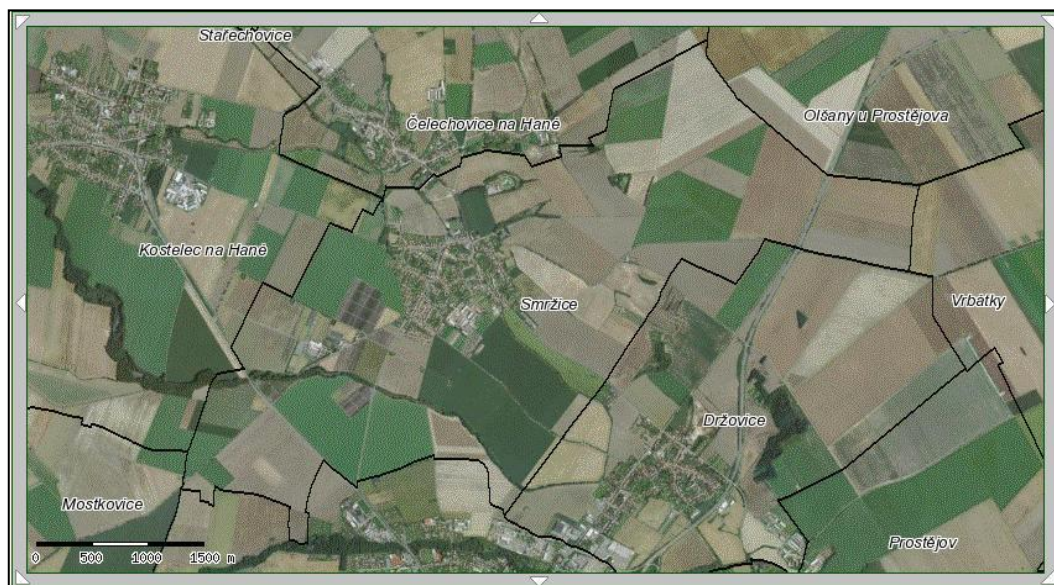 Stařechovice
Čelechovice na Hané
Olšany u Prostějova
Kostelec na Hané
Smržice
Vrbátky
Držovice
Mostkovice
Prostějov
0 500 1000 1500 m